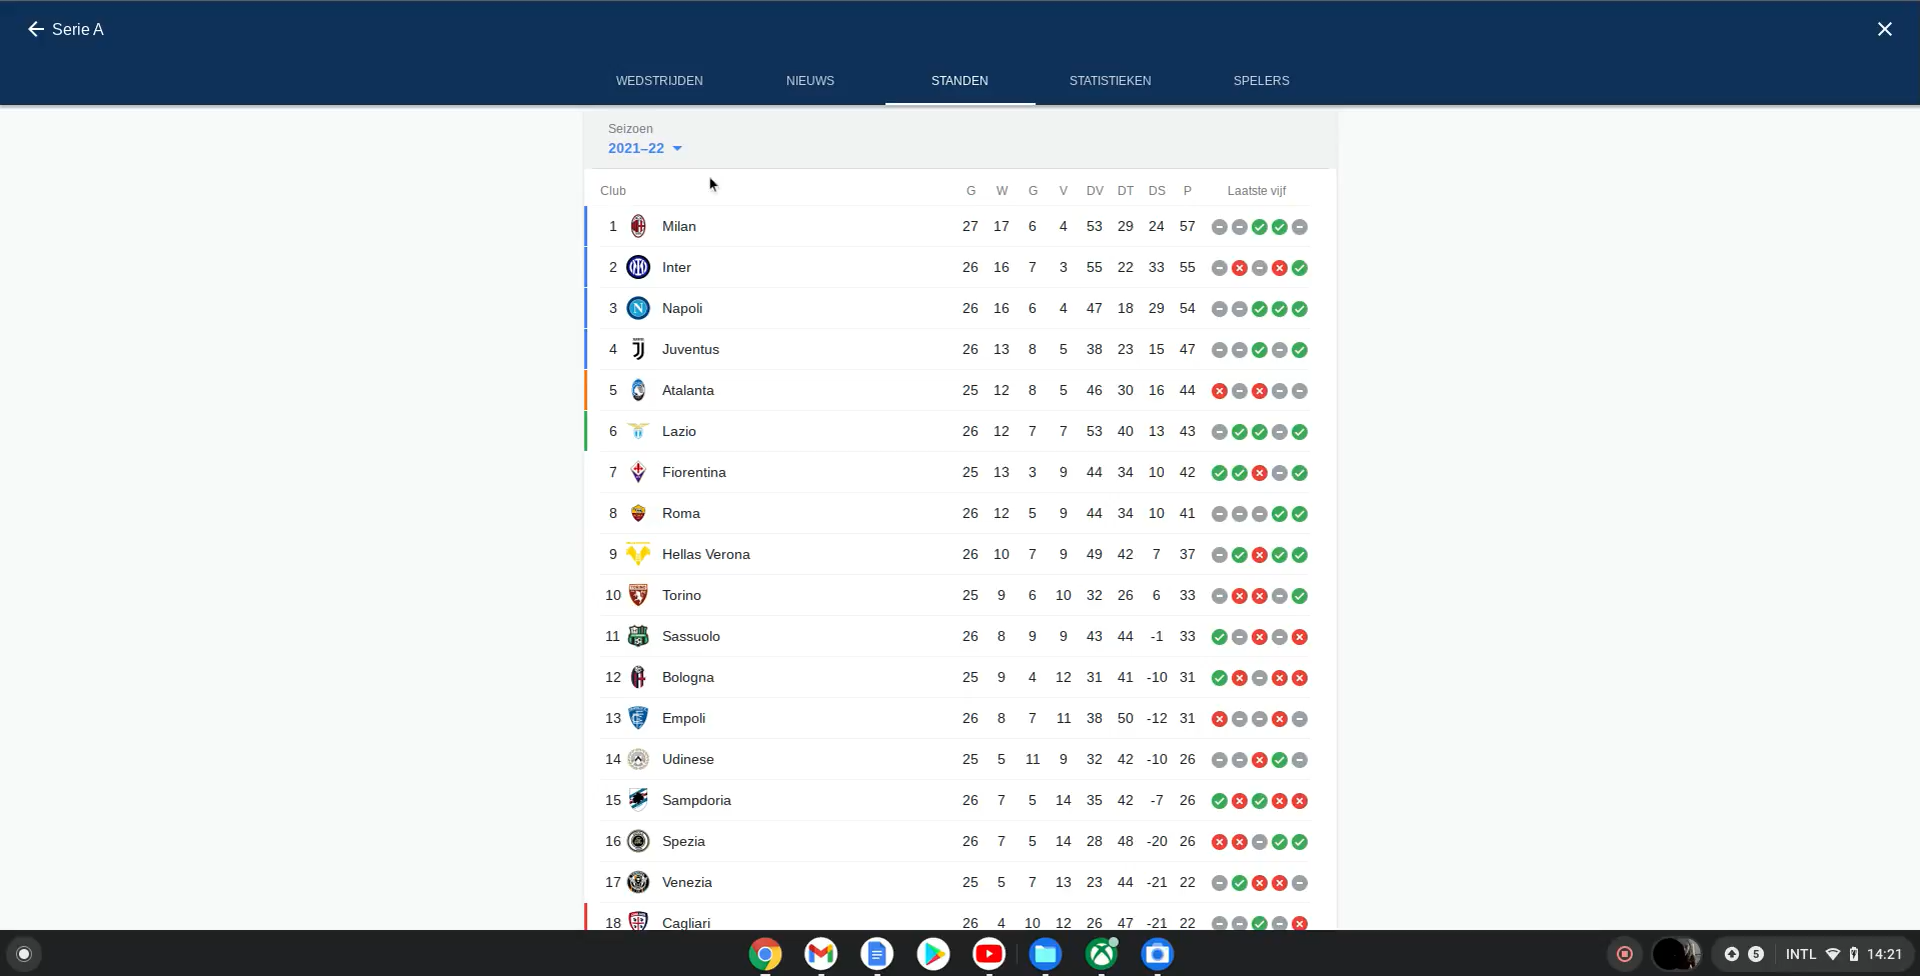 Serie A
WEDSTRIJDEN NIEUWS STANDEN STATISTIEKEN SPELERS
Seizoen
2021–22
Club G W G V DV DT DS P Laatste vijf
1 Milan 27 17 6 4 53 29 24 57
2 Inter 26 16 7 3 55 22 33 55
3 Napoli 26 16 6 4 47 18 29 54
4 Juventus 26 13 8 5 38 23 15 47
5 Atalanta 25 12 8 5 46 30 16 44
6 Lazio 26 12 7 7 53 40 13 43
7 Fiorentina 25 13 3 9 44 34 10 42
8 Roma 26 12 5 9 44 34 10 41
9 Hellas Verona 26 10 7 9 49 42 7 37
10 Torino 25 9 6 10 32 26 6 33
11 Sassuolo 26 8 9 9 43 44 -1 33
12 Bologna 25 9 4 12 31 41 -10 31
13 Empoli 26 8 7 11 38 50 -12 31
14 Udinese 25 5 11 9 32 42 -10 26
15 Sampdoria 26 7 5 14 35 42 -7 26
16 Spezia 26 7 5 14 28 48 -20 26
17 Venezia 25 5 7 13 23 44 -21 22
18 Cagliari 26 4 10 12 26 47 -21 22
5 INTL 14:21